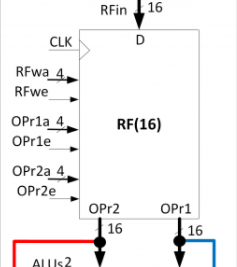 RFin 16
CLK
D
RFwa 4
RFwe
OPr1a 4
OPr1e
RF(16)
OPr2a 4
OPr2e
OPr2 OPr1
16 16
ALUs2